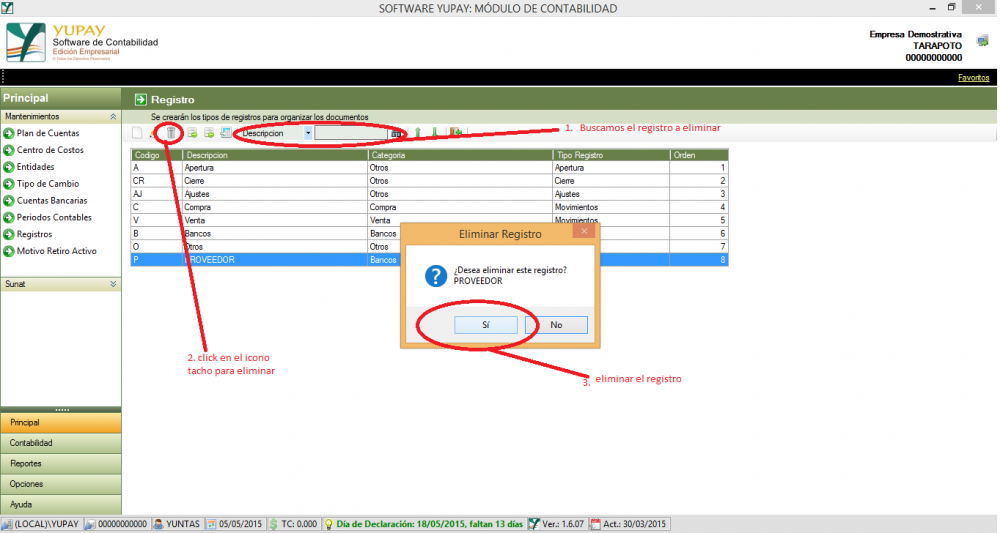 SOFTWARE YUPAY: MÓDULO DE CONTABILIDAD
YUPAY
Software de Contabilidad
Edición Empresarial
© Todos los Derechos Reservados
Empresa Demostrativa
TARAPOTO
00000000000
Favoritos
Principal
Registro
Mantenimientos
Se crearán los tipos de registros para organizar los documentos
Descripcion
1. Buscamos el registro a eliminar
Plan de Cuentas
Centro de Costos
Entidades
Tipo de Cambio
Cuentas Bancarias
Periodos Contables
Registros
Motivo Retiro Activo
Sunat
Codigo Descripcion Categoria Tipo Registro Orden
A Apertura Otros Apertura 1
CR Cierre Otros Cierre 2
AJ Ajustes Otros Ajustes 3
C Compra Compra Movimientos 4
V Venta Venta Movimientos 5
B Bancos Bancos 6
O Otros Otros 7
P PROVEEDOR Bancos 8
Eliminar Registro
¿Desea eliminar este registro?
PROVEEDOR
Sí No
2. click en el icono
tacho para eliminar
3. eliminar el registro
Principal
Contabilidad
Reportes
Opciones
Ayuda
(LOCAL)\YUPAY 00000000000 YUNTAS 05/05/2015 TC: 0.000 Día de Declaración: 18/05/2015, faltan 13 días Ver.: 1.6.07 Act.: 30/03/2015